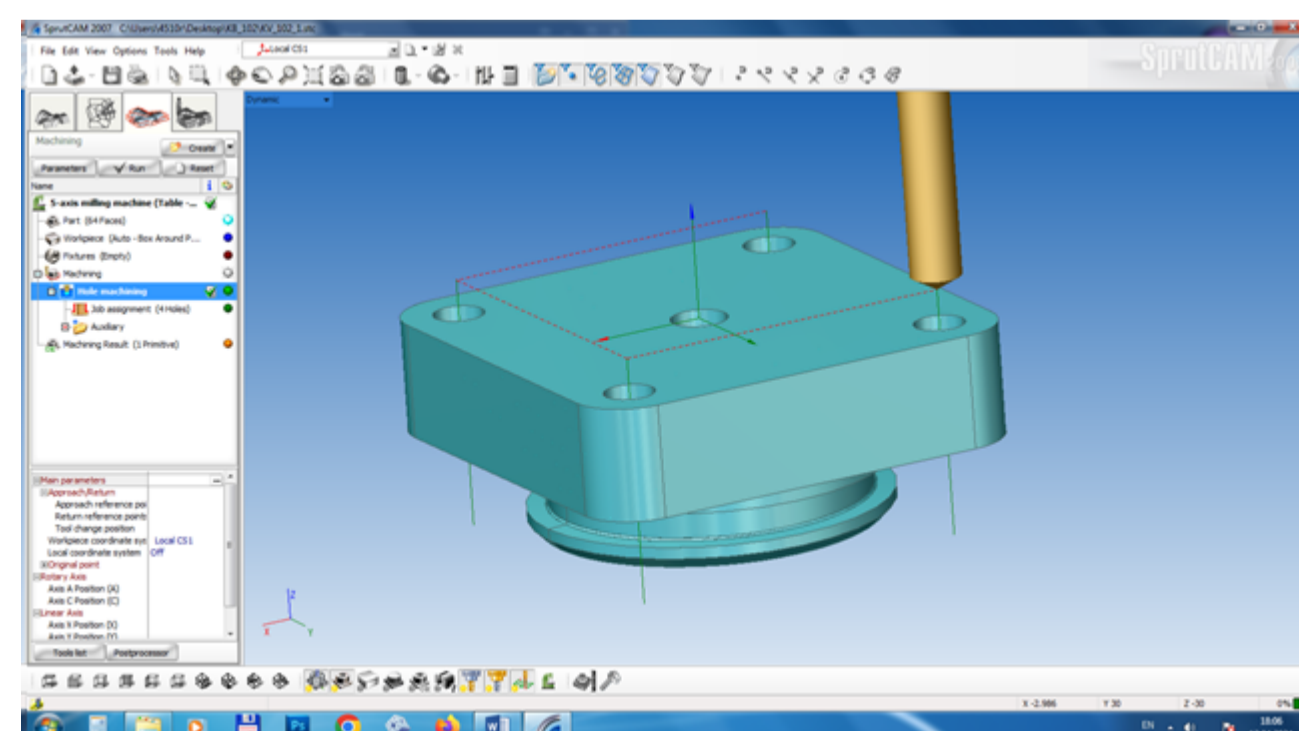 SprutCAM 2007 C:\Users\4510r\Desktop\KB_102\KV_102_1.stc
File Edit View Options Tools Help
Local CS1
SprutCAM
Dynamic
Machining
Create
Parameters Run Reset
Name
5-axis milling machine (Table -...
Part (64 Faces)
Workpiece (Auto - Box Around P...
Fixtures (Empty)
Machining
Hole machining
Job assignment (4 Holes)
Auxiliary
Machining Result (1 Primitive)
Main parameters
Approach/Return
Approach reference poi
Return reference points
Tool change position
Workpiece coordinate sys Local CS1
Local coordinate system Off
Original point
Rotary Axis
Axis A Position (A)
Axis C Position (C)
Linear Axis
Axis X Position (X)
Axis Y Position (Y)
Z
X
Y
Tools list Postprocessor
X -2.986 Y 30 Z -30 0%
Ps
W
EN
18:06